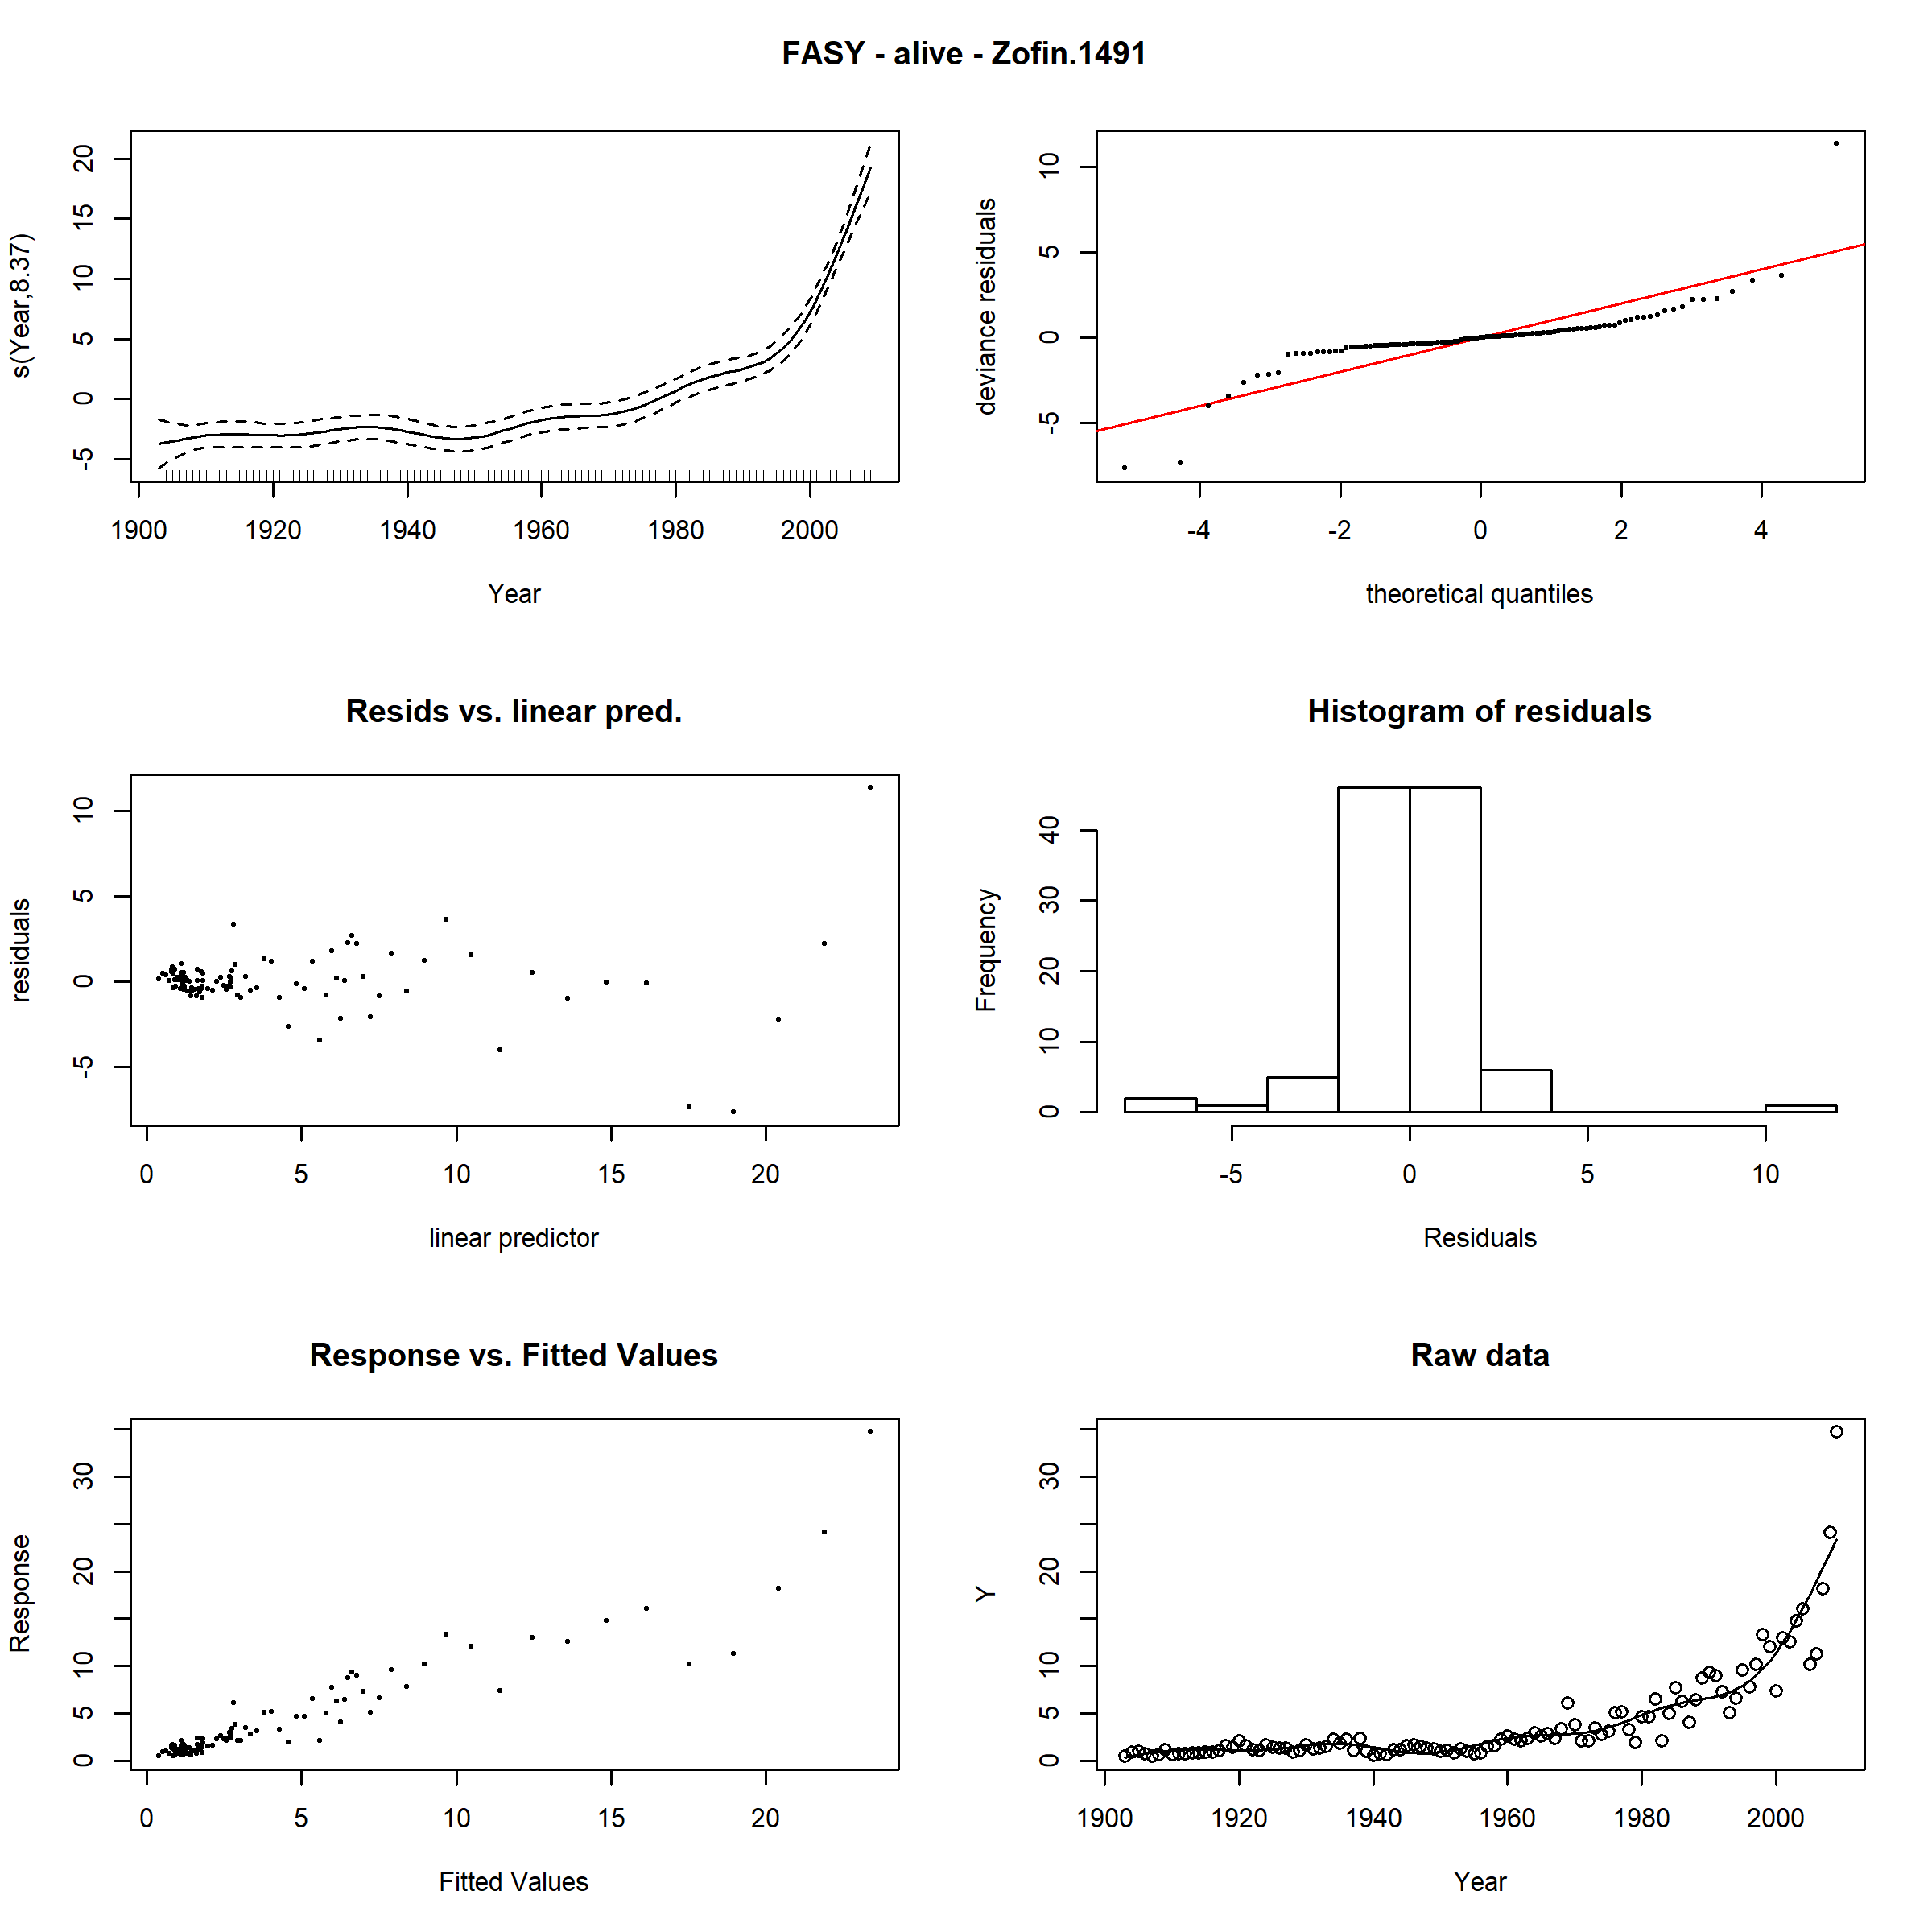 FASY - alive - Zofin.1491
s(Year,8.37)
20
15
10
5
0
-5
1900 1920 1940 1960 1980 2000
Year
deviance residuals
10
5
0
-5
-4 -2 0 2 4
theoretical quantiles
Resids vs. linear pred.
residuals
10
5
0
-5
0 5 10 15 20
linear predictor
Histogram of residuals
Frequency
40
30
20
10
0
-5 0 5 10
Residuals
Response vs. Fitted Values
Response
30
20
10
5
0
0 5 10 15 20
Fitted Values
Raw data
Y
30
20
10
5
0
1900 1920 1940 1960 1980 2000
Year